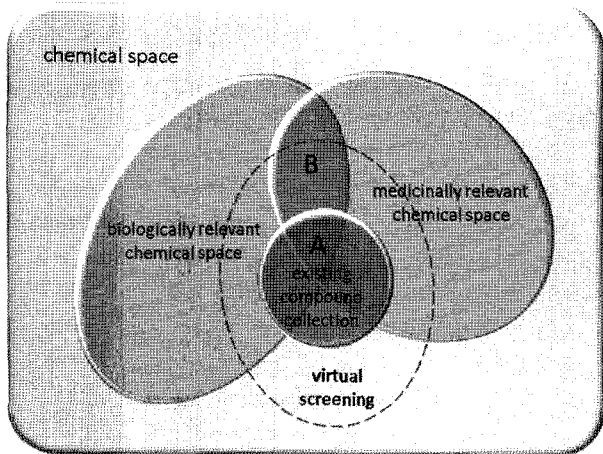 chemical space
B
medicinally relevant
chemical space
biologically relevant
chemical space
A
existing
compound
collection
virtual
screening